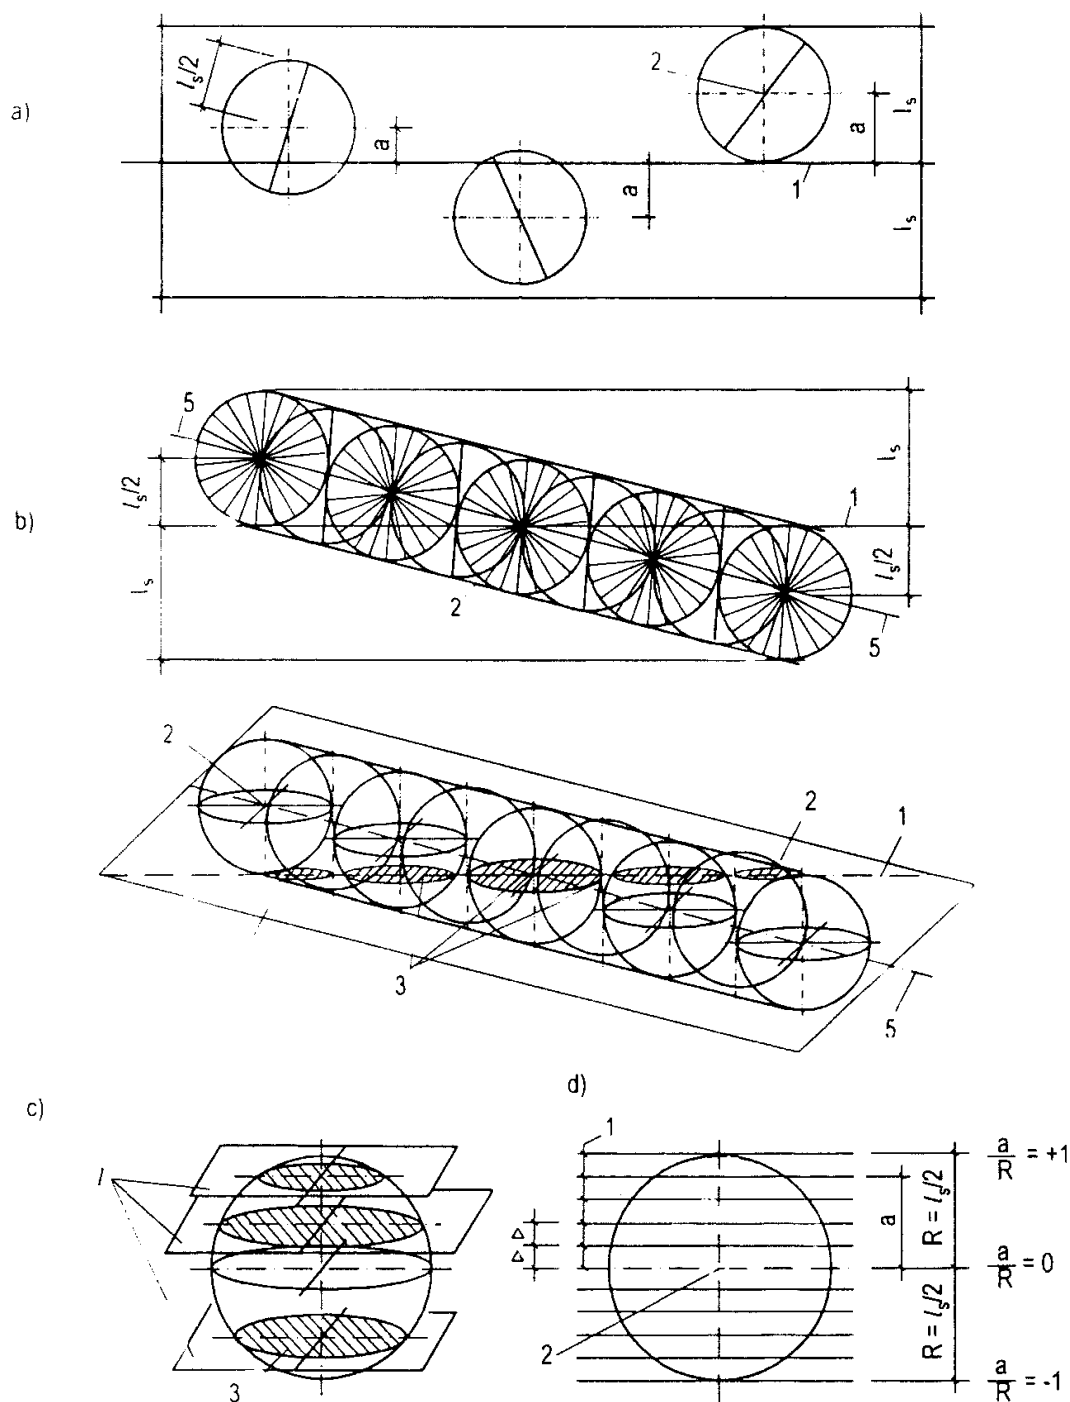 a)
l_s/2
a
a
2
a
l_s
1
l_s
b)
5
l_s/2
l_s
2
l_s
1
l_s/2
5
2
2
1
3
5
c)
1
3
d)
1
Δ
Δ
2
a
R = l_s/2
R = l_s/2
a/R = +1
a/R = 0
a/R = -1